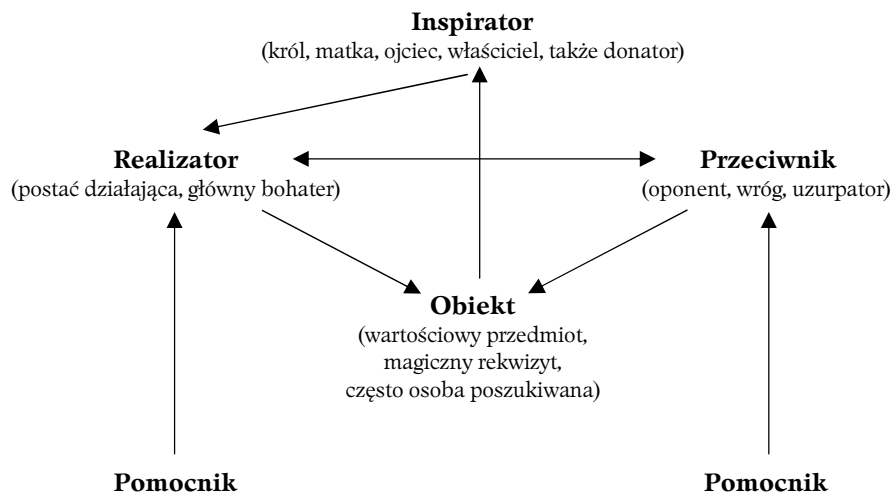 Inspirator
(król, matka, ojciec, właściciel, także donator)
Realizator
(postać działająca, główny bohater)
Przeciwnik
(oponent, wróg, uzurpator)
Obiekt
(wartościowy przedmiot,
magiczny rekwizyt,
często osoba poszukiwana)
Pomocnik
Pomocnik